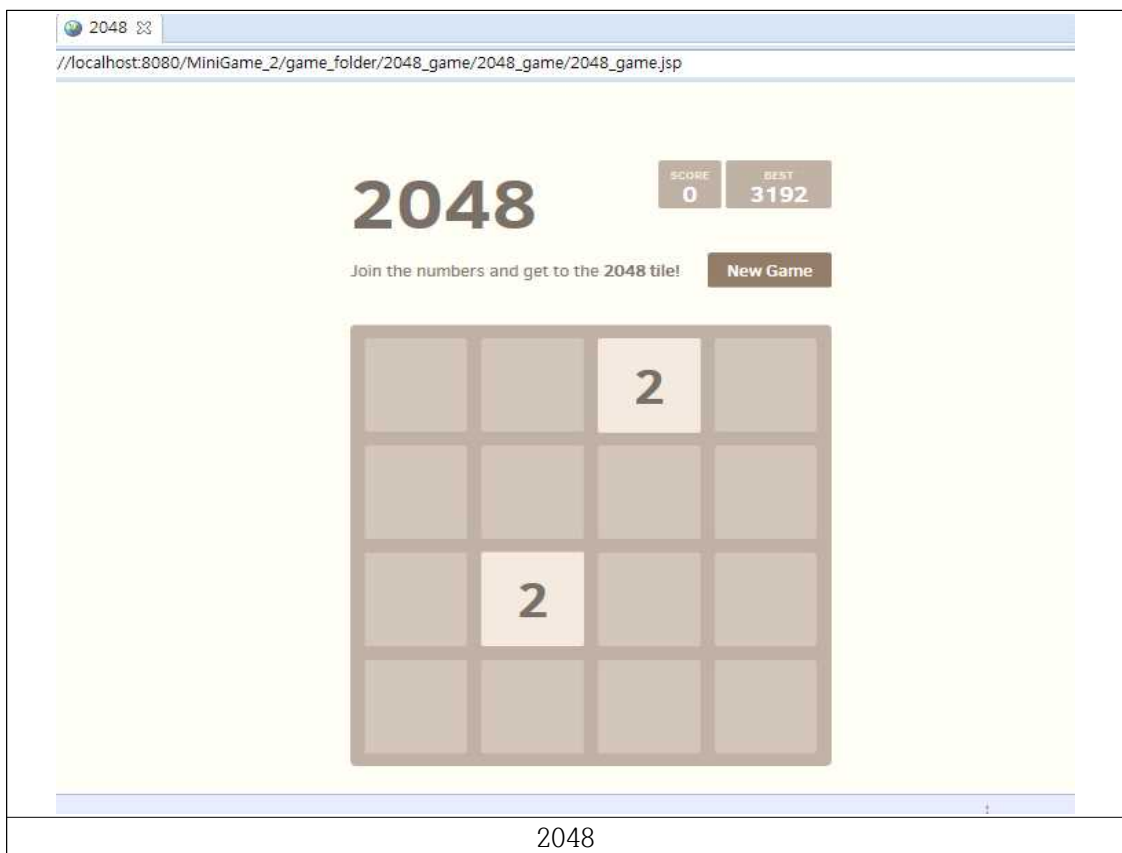 2048
//localhost:8080/MiniGame_2/game_folder/2048_game/2048_game/2048_game.jsp
2048
SCORE
0
BEST
3192
Join the numbers and get to the 2048 tile!
New Game
2
2
2048